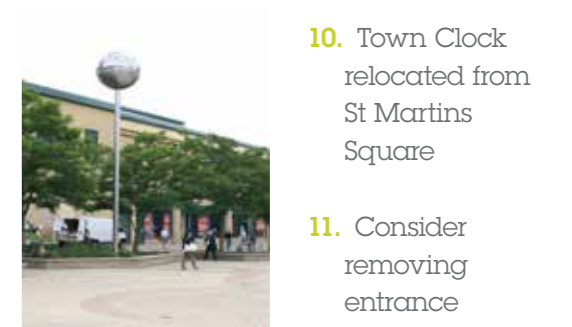 10. Town Clock
relocated from
St Martins
Square
11. Consider
removing
entrance